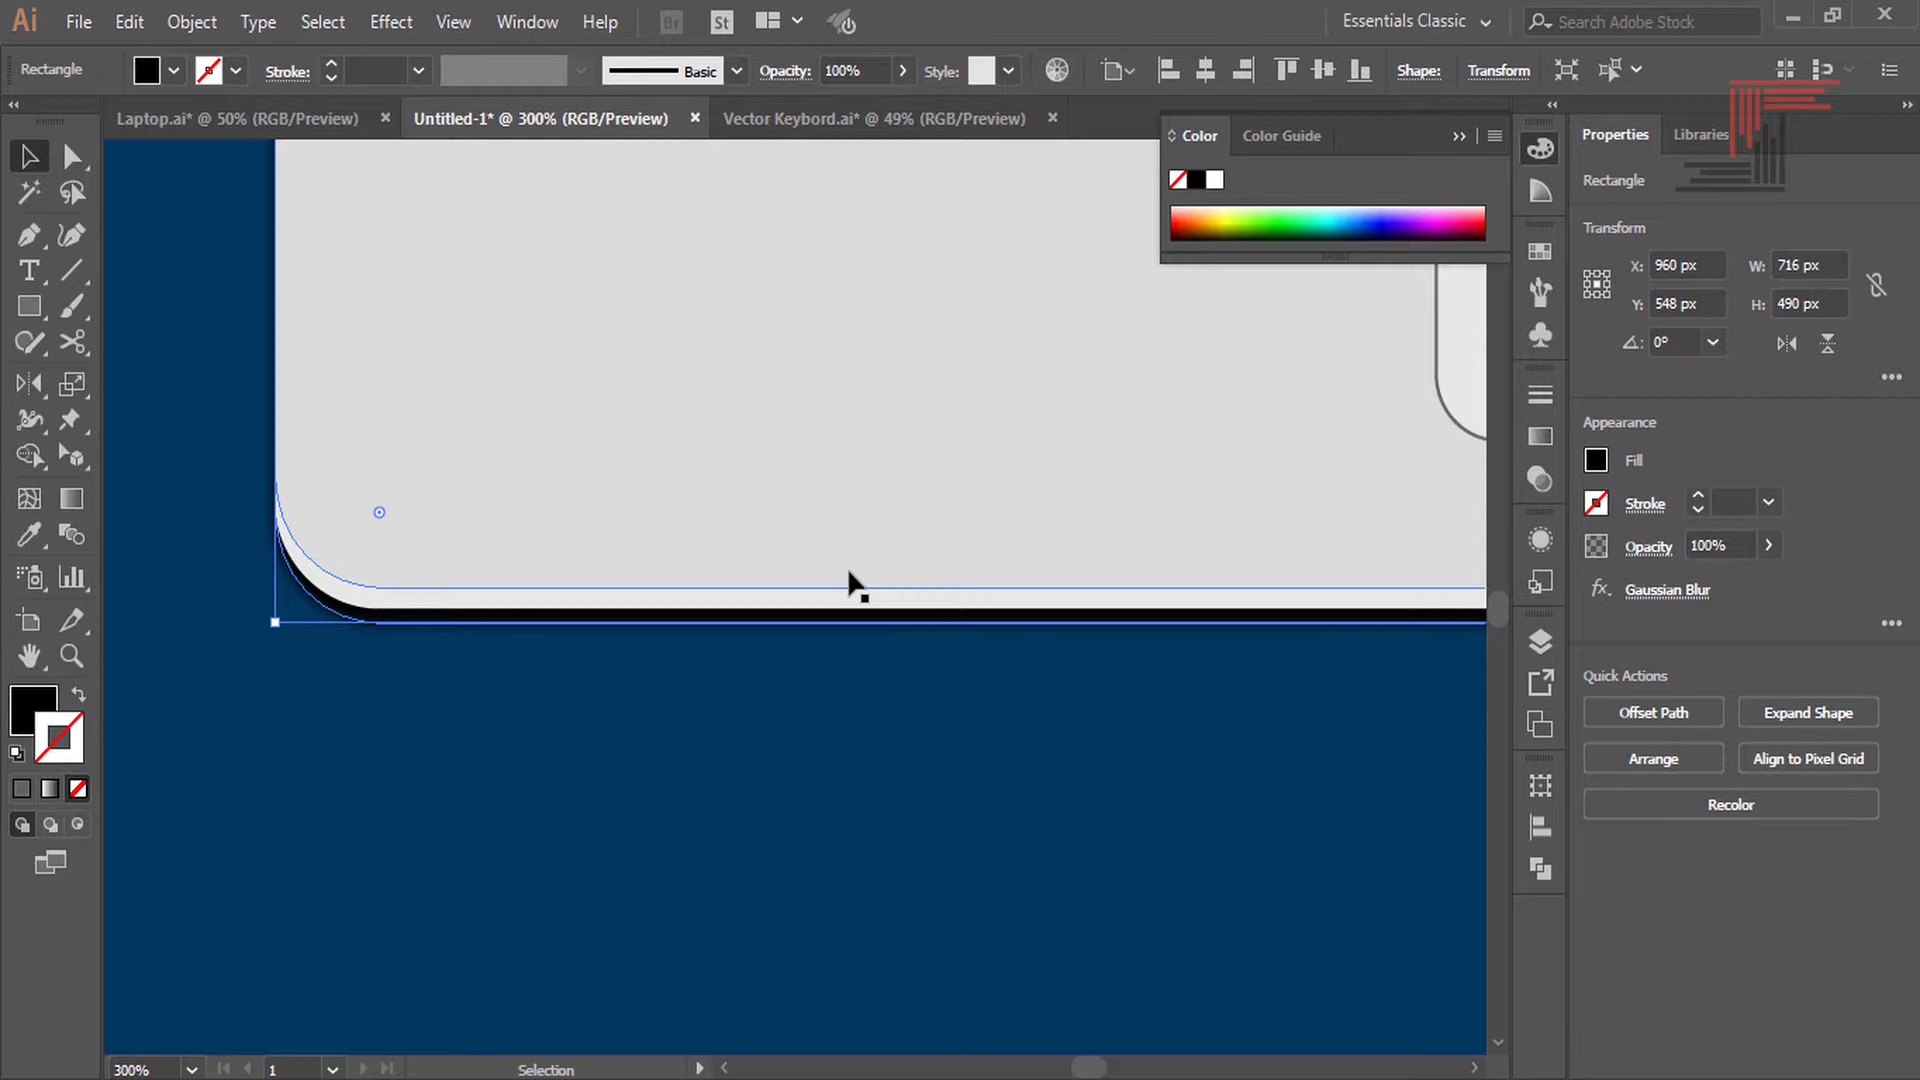 Ai File Edit Object Type Select Effect View Window Help Br St Essentials Classic Search Adobe Stock
Rectangle Stroke: Basic Opacity: 100% Style: Shape: Transform
Laptop.ai* @ 50% (RGB/Preview) Untitled-1* @ 300% (RGB/Preview) Vector Keybord.ai* @ 49% (RGB/Preview)
Color Color Guide
Properties Libraries
Rectangle
Transform
X: 960 px W: 716 px
Y: 548 px H: 490 px
0°
Appearance
Fill
Stroke
Opacity 100%
fx. Gaussian Blur
Quick Actions
Offset Path Expand Shape
Arrange Align to Pixel Grid
Recolor
T
300% 1 Selection